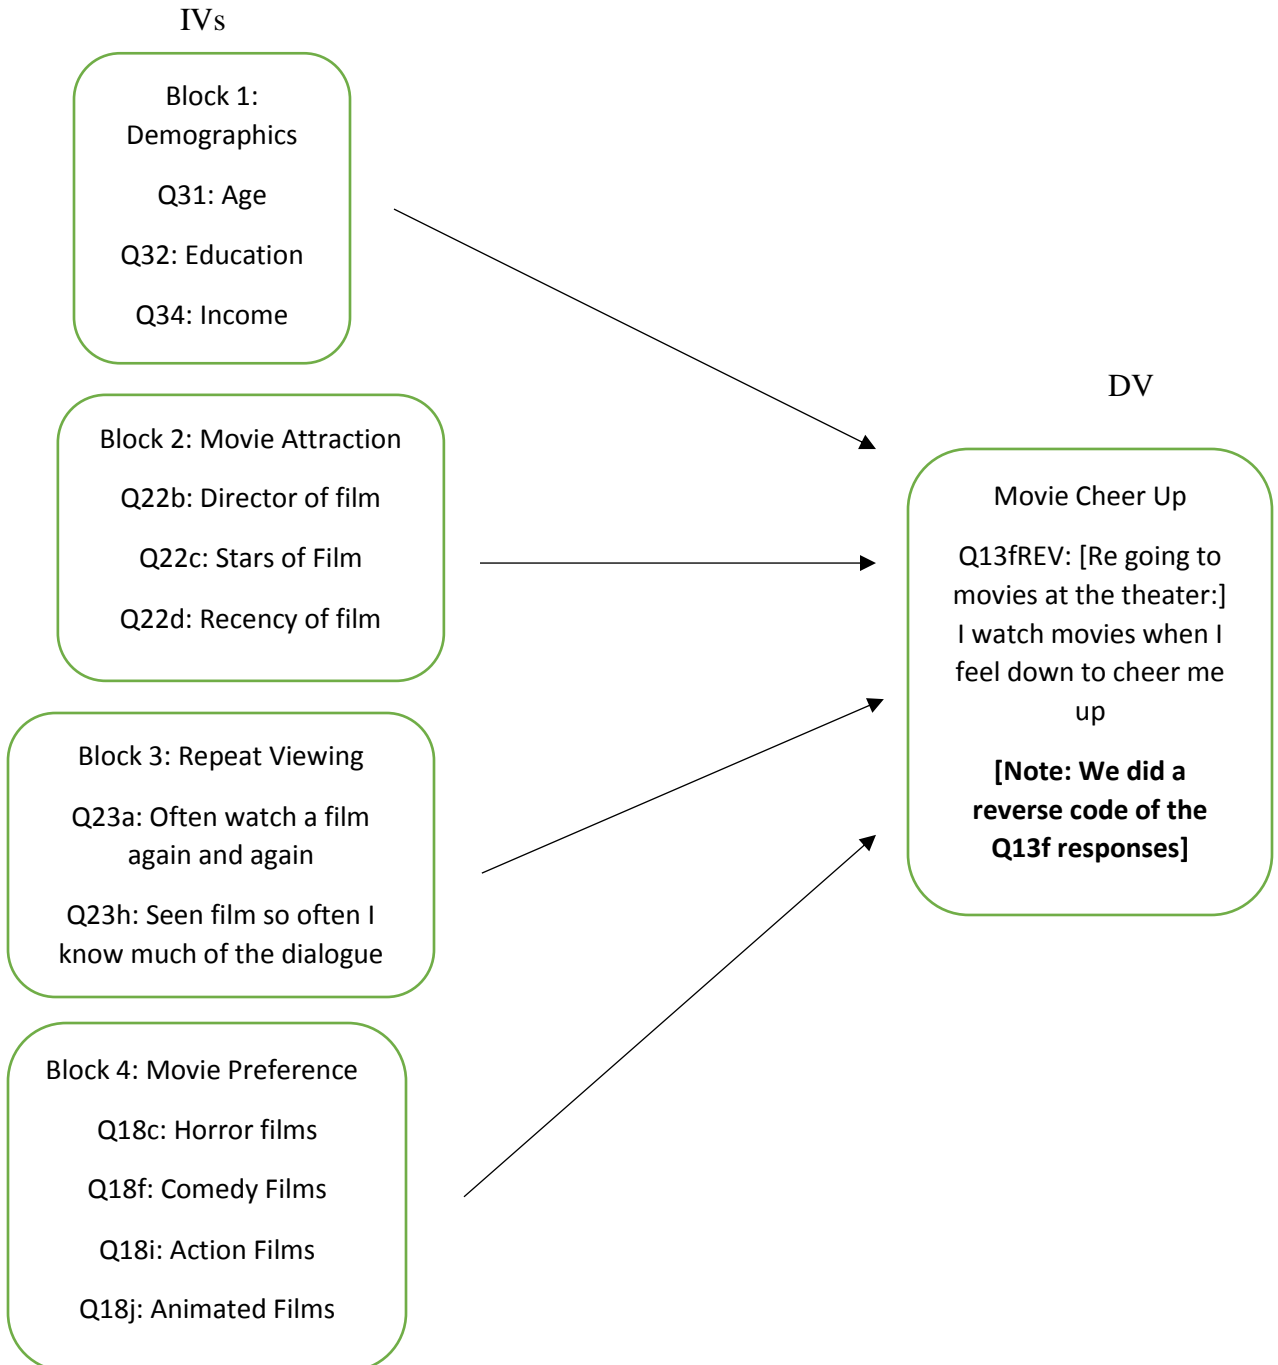 IVs
Block 1:
Demographics
Q31: Age
Q32: Education
Q34: Income
Block 2: Movie Attraction
Q22b: Director of film
Q22c: Stars of Film
Q22d: Recency of film
Block 3: Repeat Viewing
Q23a: Often watch a film
again and again
Q23h: Seen film so often I
know much of the dialogue
Block 4: Movie Preference
Q18c: Horror films
Q18f: Comedy Films
Q18i: Action Films
Q18j: Animated Films
DV
Movie Cheer Up
Q13fREV: [Re going to
movies at the theater:]
I watch movies when I
feel down to cheer me
up
[Note: We did a
reverse code of the
Q13f responses]